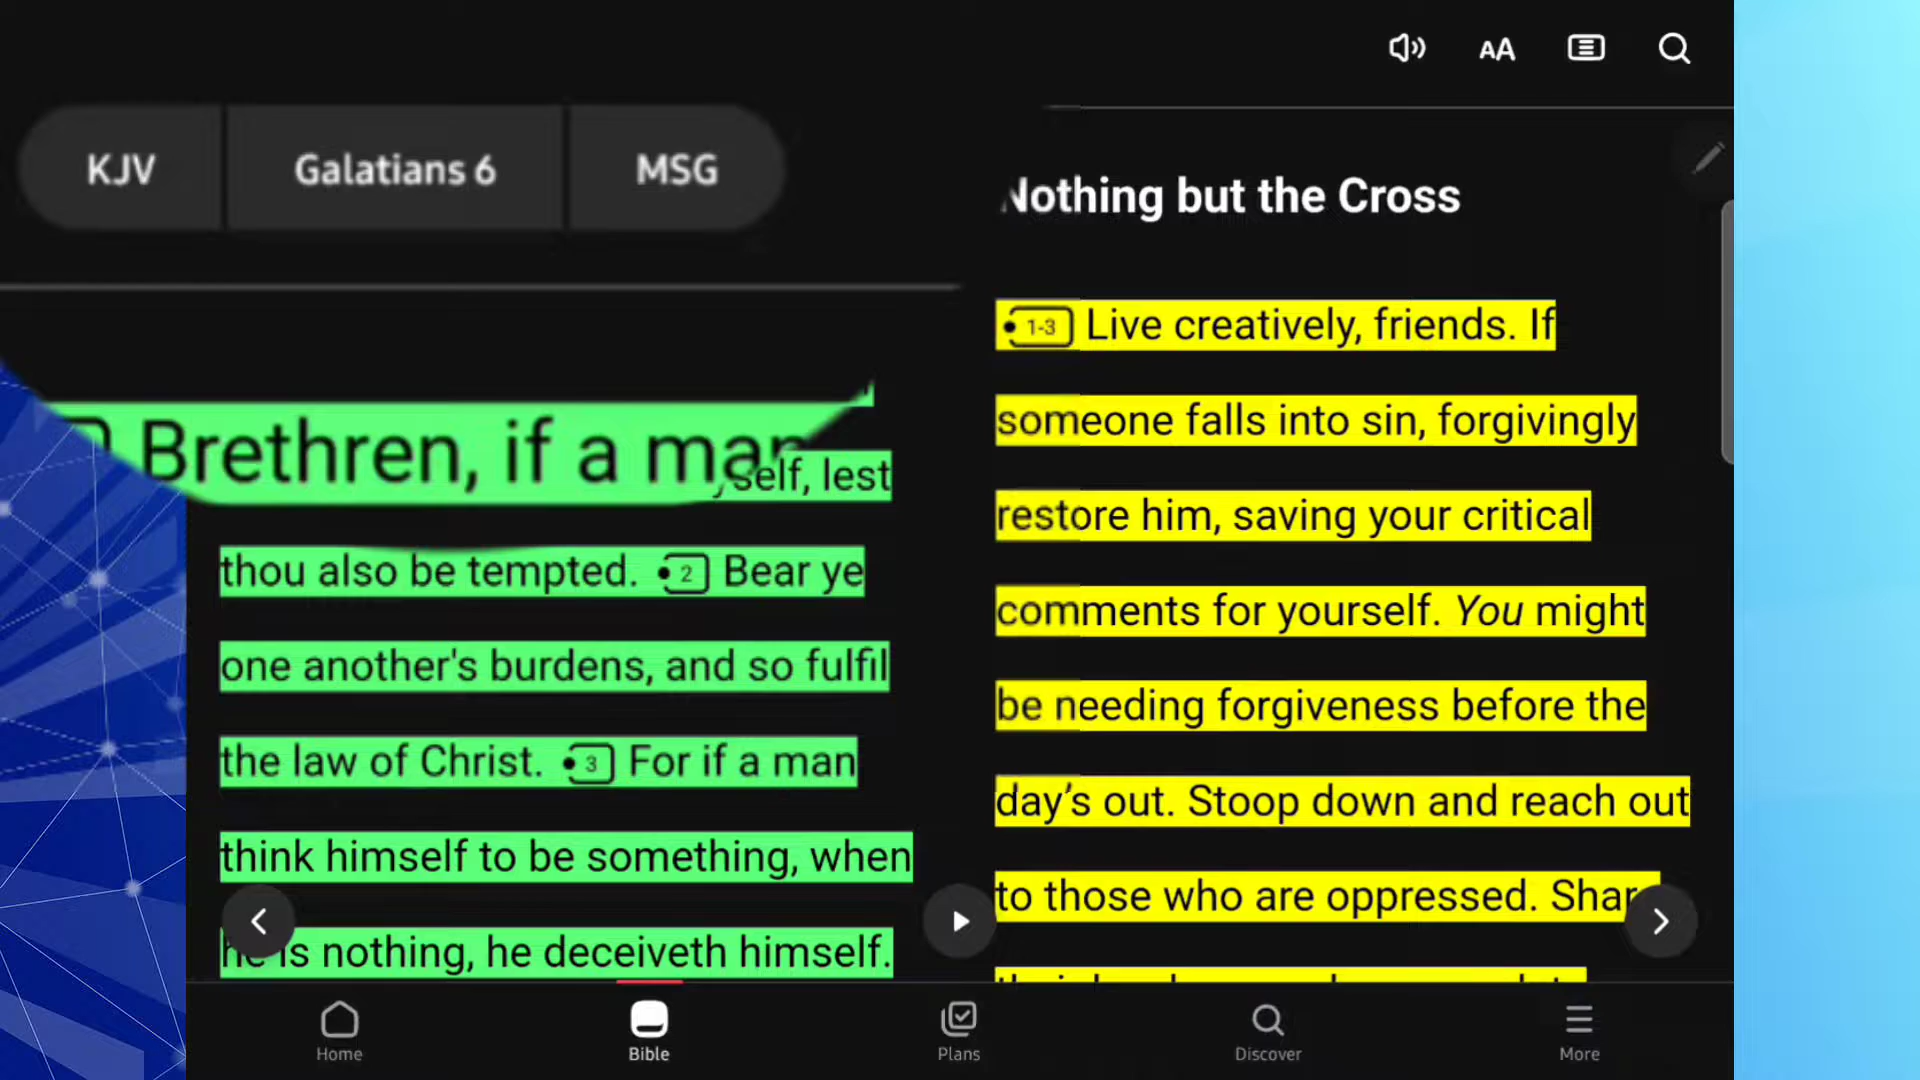 KJV
Galatians 6
MSG
Brethren, if a man
self, lest
thou also be tempted. 2 Bear ye
one another's burdens, and so fulfil
the law of Christ. 3 For if a man
think himself to be something, when
he is nothing, he deceiveth himself.
AA
Nothing but the Cross
1-3 Live creatively, friends. If
someone falls into sin, forgivingly
restore him, saving your critical
comments for yourself. You might
be needing forgiveness before the
day's out. Stoop down and reach out
to those who are oppressed. Shar
Home
Bible
Plans
Discover
More